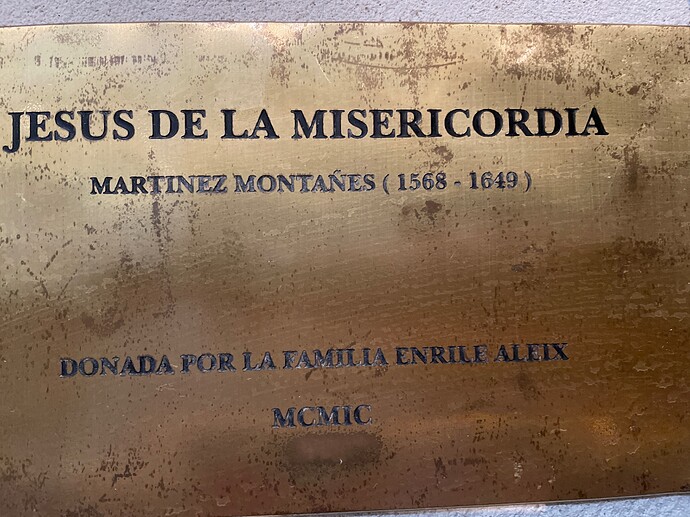 JESUS DE LA MISERICORDIA
MARTINEZ MONTAÑES ( 1568 - 1649 )
DONADA POR LA FAMILIA ENRILE ALEIX
MCMIC